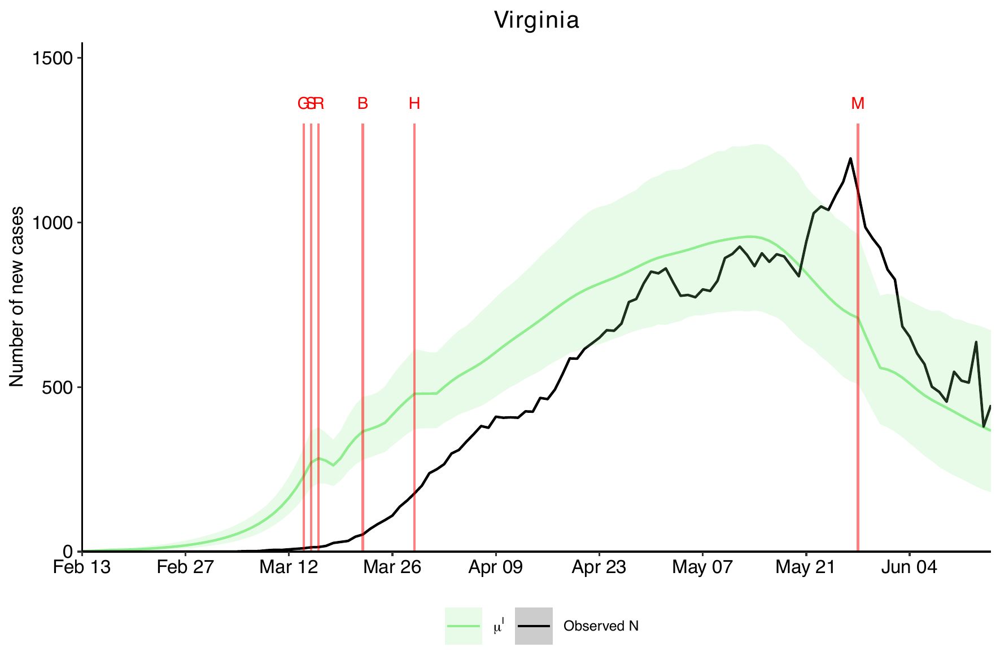 Virginia
1500
G S R B H M
1000
Number of new cases
500
0
Feb 13 Feb 27 Mar 12 Mar 26 Apr 09 Apr 23 May 07 May 21 Jun 04
μᴵ Observed N